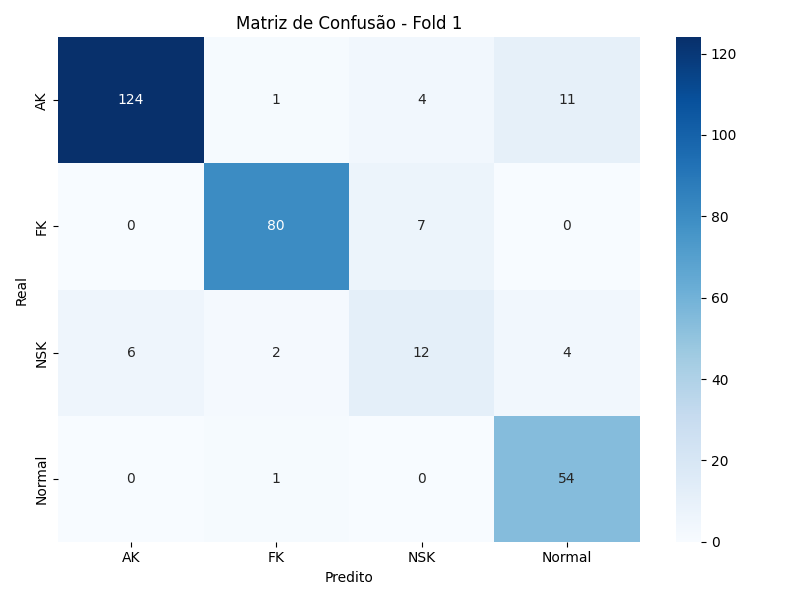 Matriz de Confusão - Fold 1
AK 124 1 4 11
FK 0 80 7 0
NSK 6 2 12 4
Normal 0 1 0 54
AK FK NSK Normal
Real
Predito
120
100
80
60
40
20
0